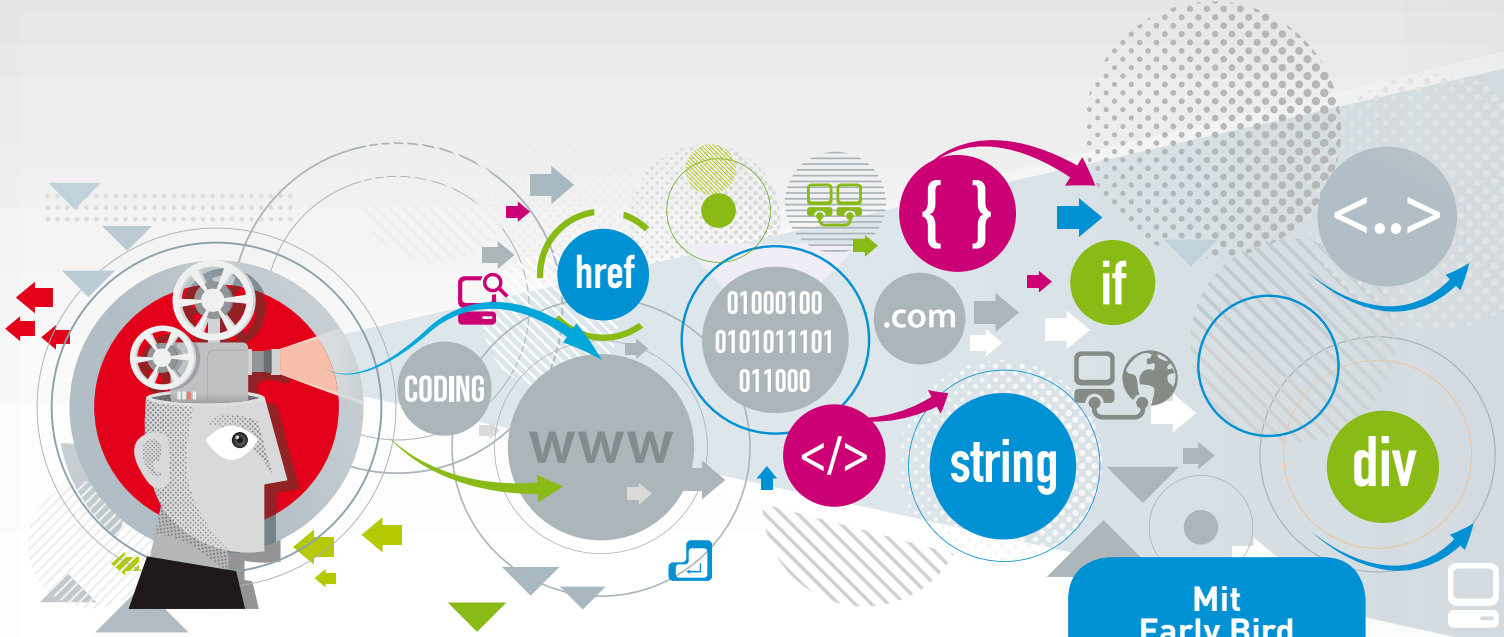 href
{ }
<..>
if
01000100
0101011101
011000
.com
CODING
www
</>
string
div
Mit
Early Bird